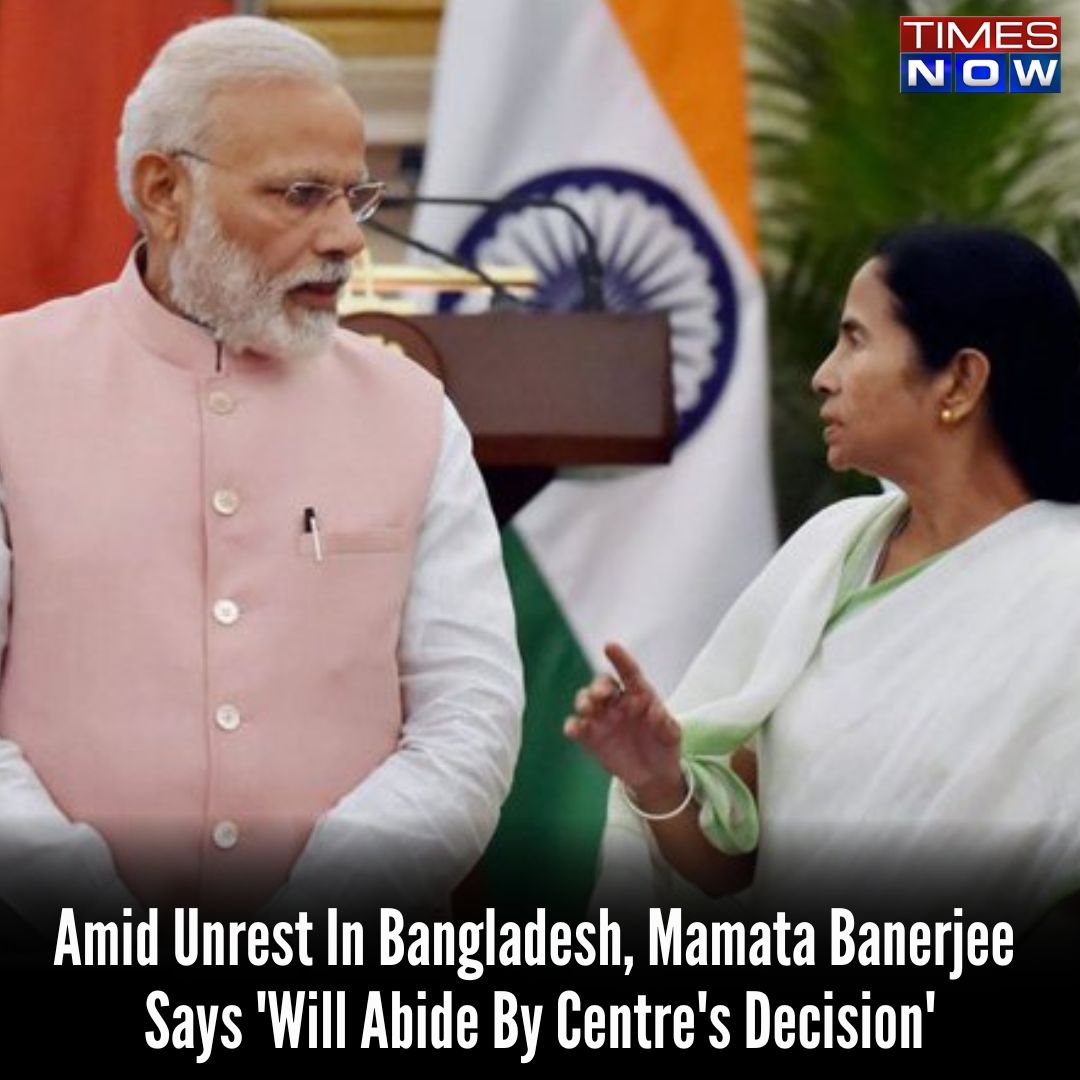 TIMES
NOW
Amid Unrest In Bangladesh, Mamata Banerjee
Says 'Will Abide By Centre's Decision'